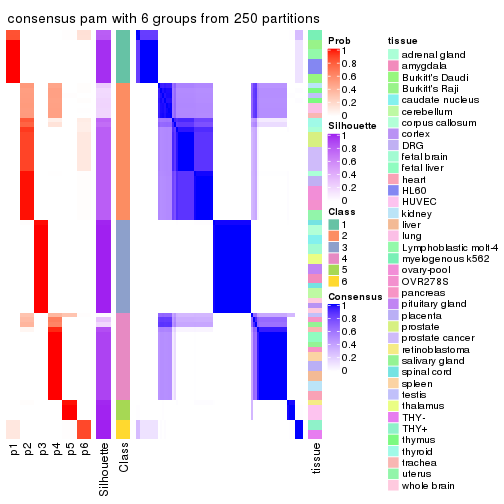 consensus pam with 6 groups from 250 partitions
Prob
1
0.8
0.6
0.4
0.2
0
Silhouette
1
0.8
0.6
0.4
0.2
0
Class
1
2
3
4
5
6
Consensus
1
0.8
0.6
0.4
0.2
0
tissue
adrenal gland
amygdala
Burkitt's Daudi
Burkitt's Raji
caudate nucleus
cerebellum
corpus callosum
cortex
DRG
fetal brain
fetal liver
heart
HL60
HUVEC
kidney
liver
lung
Lymphoblastic molt-4
myelogenous k562
ovary-pool
OVR278S
pancreas
pituitary gland
placenta
prostate
prostate cancer
retinoblastoma
salivary gland
spinal cord
spleen
testis
thalamus
THY-
THY+
thymus
thyroid
trachea
uterus
whole brain
p1
p2
p3
p4
p5
p6
Silhouette
Class
tissue